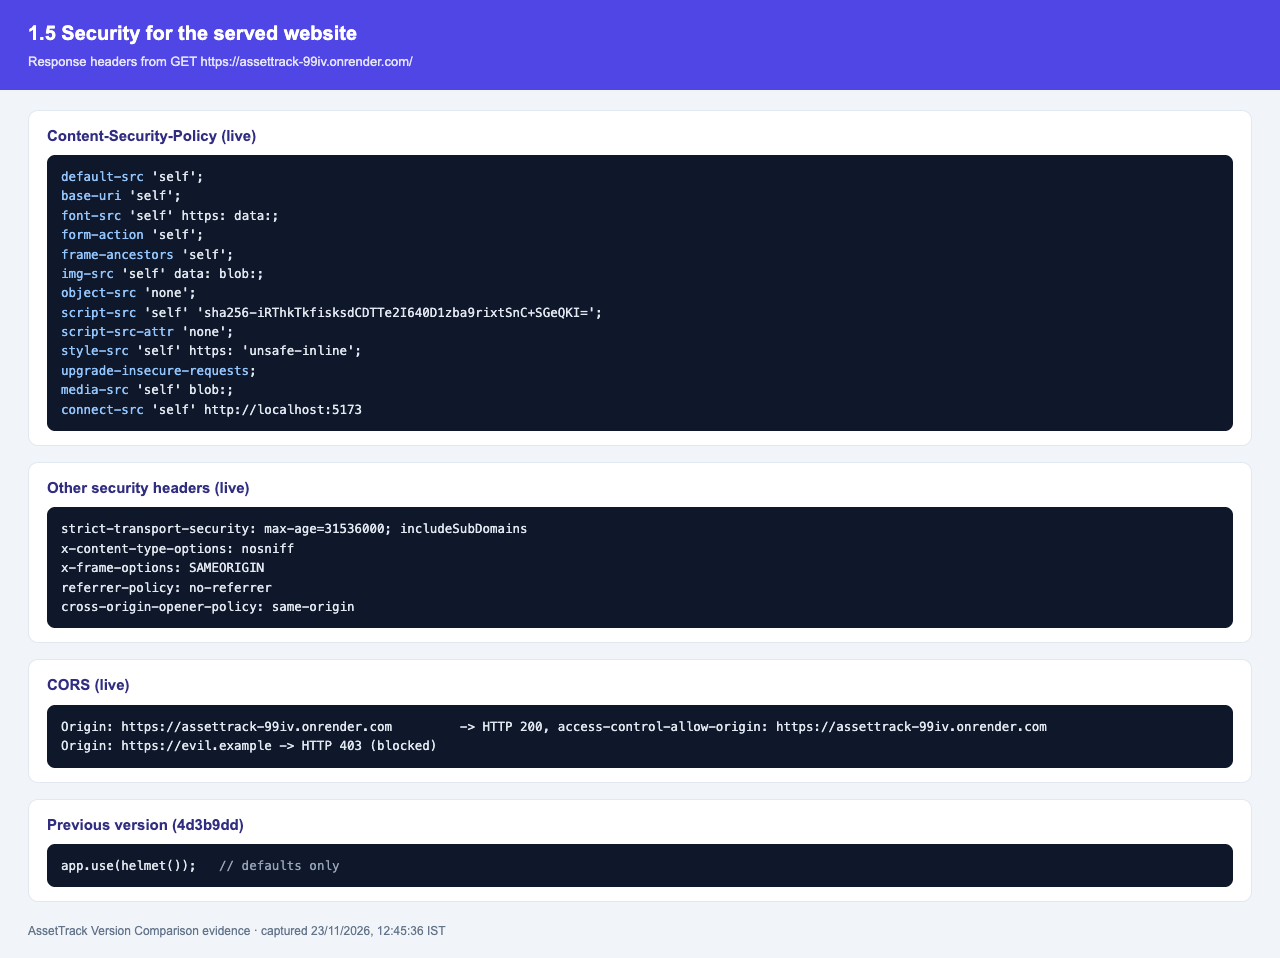 1.5 Security for the served website
Response headers from GET https://assettrack-99iv.onrender.com/
Content-Security-Policy (live)
default-src 'self';
base-uri 'self';
font-src 'self' https: data:;
form-action 'self';
frame-ancestors 'self';
img-src 'self' data: blob:;
object-src 'none';
script-src 'self' 'sha256-iRThkTkfisksdCDTTe2I640D1zba9rixtSnC+SGeQKI=';
script-src-attr 'none';
style-src 'self' https: 'unsafe-inline';
upgrade-insecure-requests;
media-src 'self' blob:;
connect-src 'self' http://localhost:5173
Other security headers (live)
strict-transport-security: max-age=31536000; includeSubDomains
x-content-type-options: nosniff
x-frame-options: SAMEORIGIN
referrer-policy: no-referrer
cross-origin-opener-policy: same-origin
CORS (live)
Origin: https://assettrack-99iv.onrender.com         -> HTTP 200, access-control-allow-origin: https://assettrack-99iv.onrender.com
Origin: https://evil.example -> HTTP 403 (blocked)
Previous version (4d3b9dd)
app.use(helmet());   // defaults only
AssetTrack Version Comparison evidence · captured 23/11/2026, 12:45:36 IST